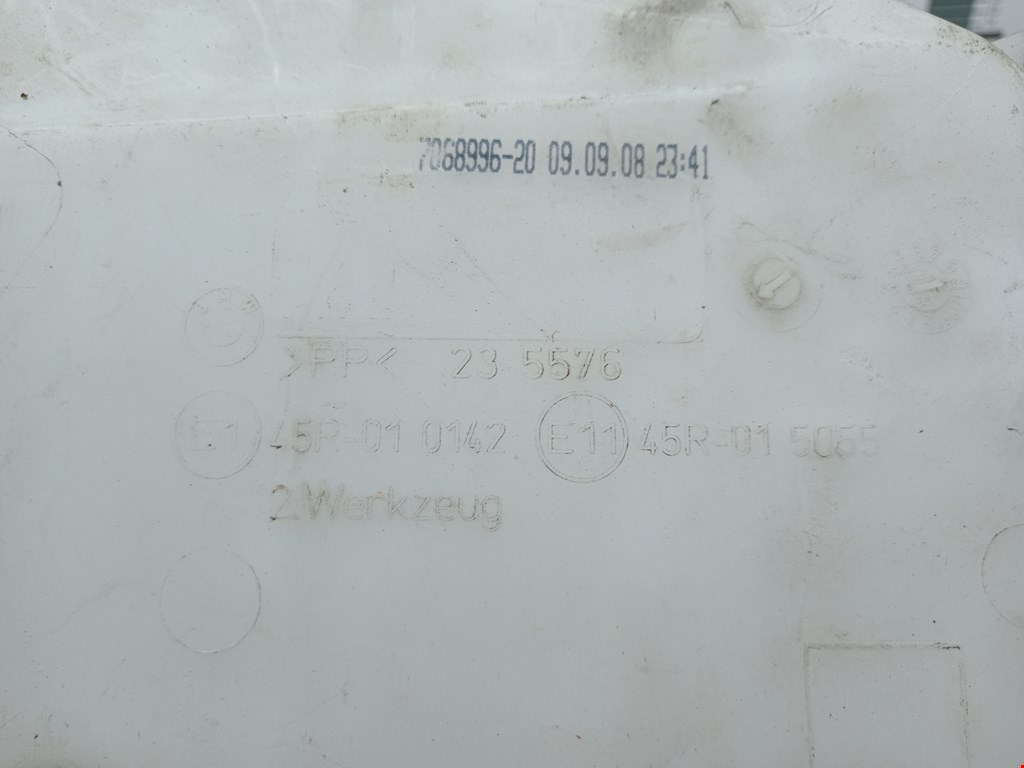 7068996-20 09.09.08 23:41
>PP< 23 5576
E1 45R-01 0142 E11 45R-01 5055
2.Werkzeug